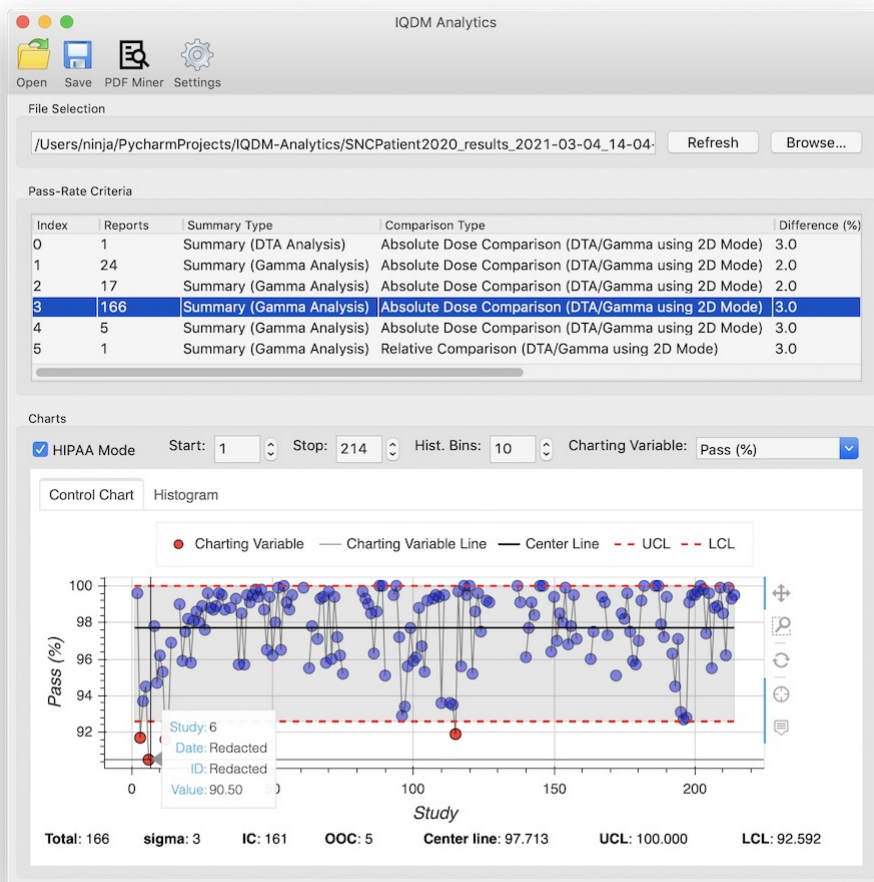 IQDM Analytics
Open Save PDF Miner Settings
File Selection
/Users/ninja/PycharmProjects/IQDM-Analytics/SNCPatient2020_results_2021-03-04_14-04- Refresh Browse...
Pass-Rate Criteria
Index Reports Summary Type Comparison Type Difference (%)
0 1 Summary (DTA Analysis) Absolute Dose Comparison (DTA/Gamma using 2D Mode) 3.0
1 24 Summary (Gamma Analysis) Absolute Dose Comparison (DTA/Gamma using 2D Mode) 2.0
2 17 Summary (Gamma Analysis) Absolute Dose Comparison (DTA/Gamma using 2D Mode) 2.0
3 166 Summary (Gamma Analysis) Absolute Dose Comparison (DTA/Gamma using 2D Mode) 3.0
4 5 Summary (Gamma Analysis) Absolute Dose Comparison (DTA/Gamma using 2D Mode) 3.0
5 1 Summary (Gamma Analysis) Relative Comparison (DTA/Gamma using 2D Mode) 3.0
Charts
HIPAA Mode Start: 1 Stop: 214 Hist. Bins: 10 Charting Variable: Pass (%)
Control Chart Histogram
Charting Variable Charting Variable Line Center Line UCL LCL
100
98
96
94
92
Pass (%)
Study: 6
Date: Redacted
ID: Redacted
Value: 90.50
0 100 150 200
Study
Total: 166 sigma: 3 IC: 161 OOC: 5 Center line: 97.713 UCL: 100.000 LCL: 92.592